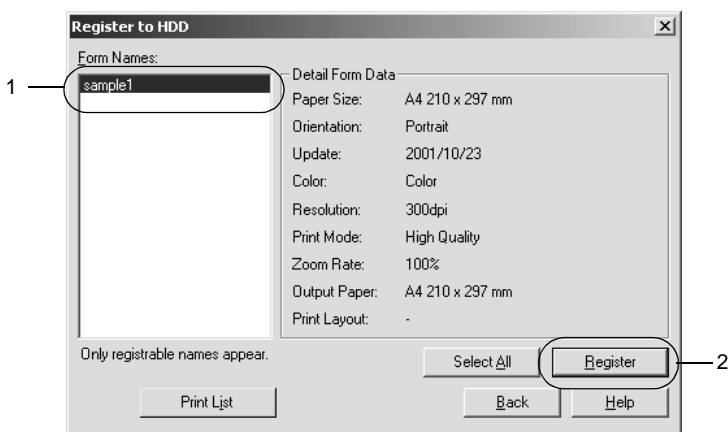 Register to HDD
Form Names:
1
sample1
Detail Form Data
Paper Size: A4 210 x 297 mm
Orientation: Portrait
Update: 2001/10/23
Color: Color
Resolution: 300dpi
Print Mode: High Quality
Zoom Rate: 100%
Output Paper: A4 210 x 297 mm
Print Layout: -
Only registrable names appear.
Select All
Register
2
Print List
Back
Help